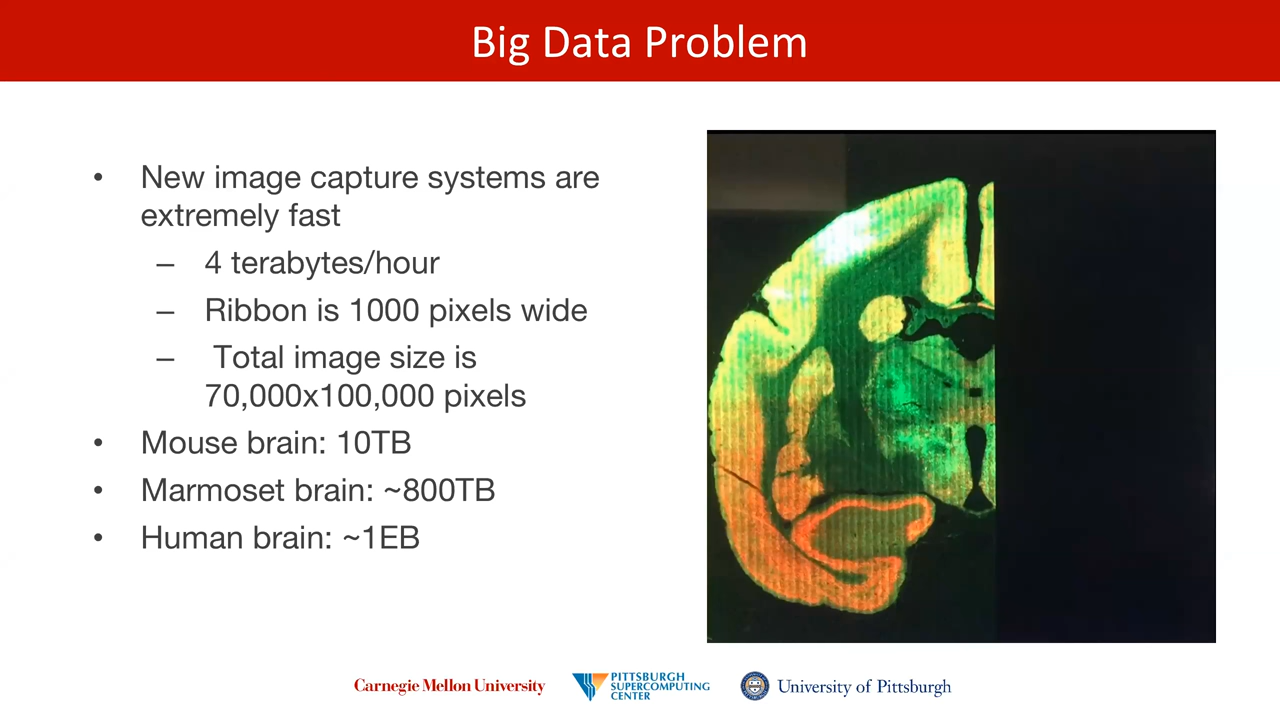 Big Data Problem
• New image capture systems are
extremely fast
– 4 terabytes/hour
– Ribbon is 1000 pixels wide
– Total image size is
70,000x100,000 pixels
• Mouse brain: 10TB
• Marmoset brain: ~800TB
• Human brain: ~1EB
Carnegie Mellon University
PITTSBURGH
SUPERCOMPUTING
CENTER
University of Pittsburgh